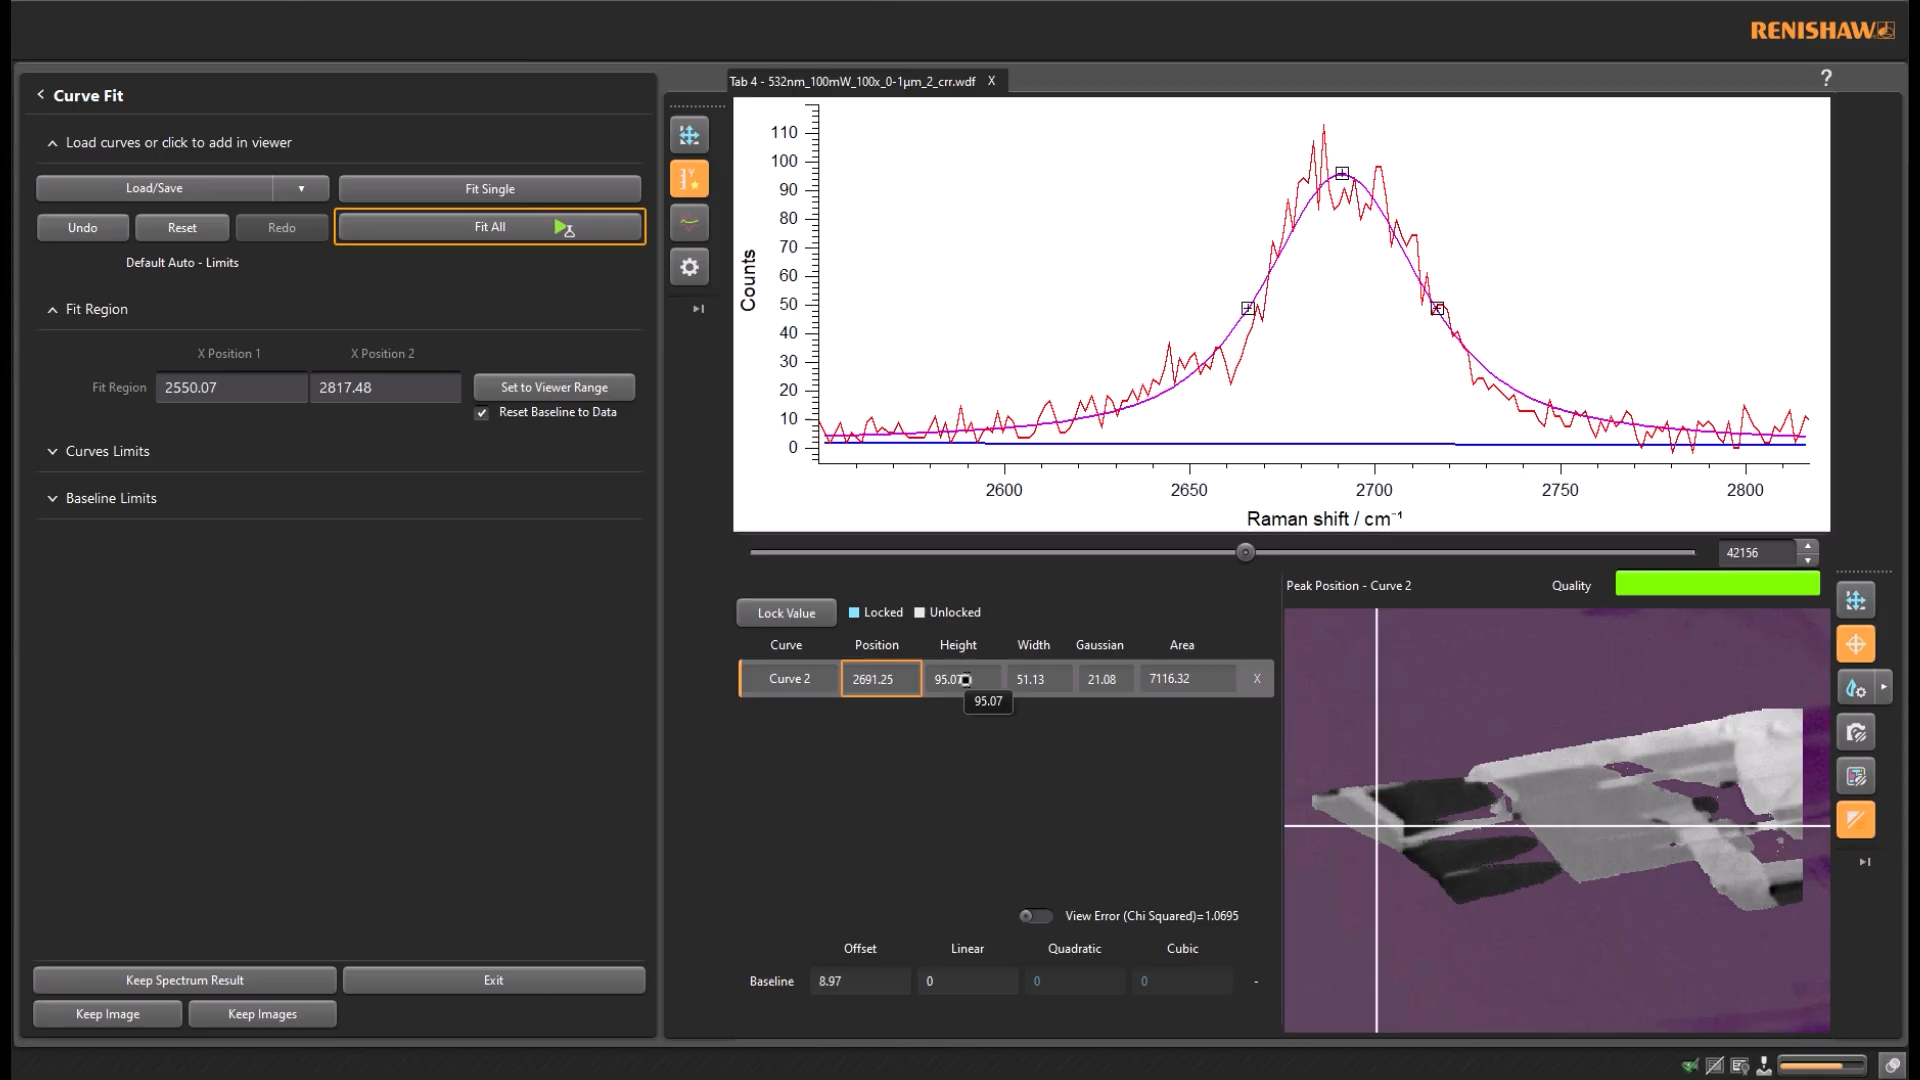 RENISHAW
Curve Fit
Tab 4 - 532nm_100mW_100x_0-1µm_2_crr.wdf X
?
Load curves or click to add in viewer
Load/Save
Fit Single
Undo
Reset
Redo
Fit All
Default Auto - Limits
Fit Region
X Position 1
X Position 2
Fit Region
2550.07
2817.48
Set to Viewer Range
Reset Baseline to Data
Curves Limits
Baseline Limits
Keep Spectrum Result
Exit
Keep Image
Keep Images
Counts
110
100
90
80
70
60
50
40
30
20
10
0
2600
2650
2700
2750
2800
Raman shift / cm⁻¹
42156
Lock Value
Locked
Unlocked
Curve Position Height Width Gaussian Area
Curve 2 2691.25 95.07 51.13 21.08 7116.32 X
95.07
View Error (Chi Squared)=1.0695
Offset Linear Quadratic Cubic
Baseline 8.97 0 0 0 -
Peak Position - Curve 2
Quality